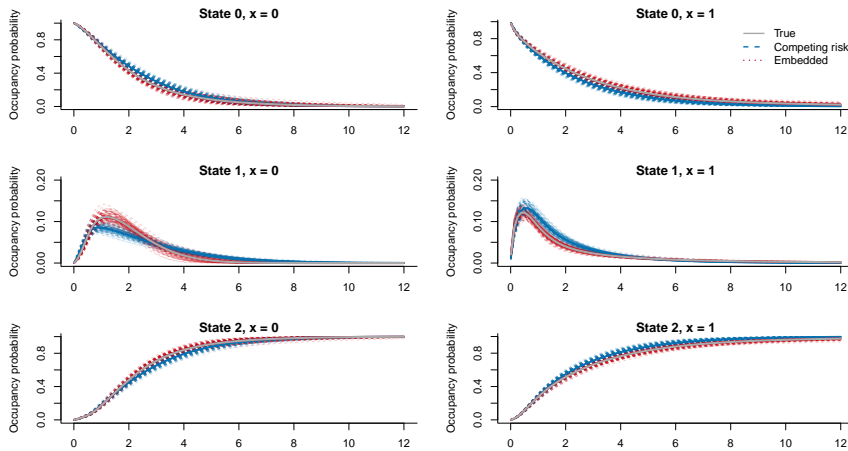 State 0, x = 0
Occupancy probability
0.0 0.4 0.8
0 2 4 6 8 10 12
State 0, x = 1
Occupancy probability
0.0 0.4 0.8
0 2 4 6 8 10 12
True
Competing risk
Embedded
State 1, x = 0
Occupancy probability
0.00 0.10 0.20
0 2 4 6 8 10 12
State 1, x = 1
Occupancy probability
0.00 0.10 0.20
0 2 4 6 8 10 12
State 2, x = 0
Occupancy probability
0.0 0.4 0.8
0 2 4 6 8 10 12
State 2, x = 1
Occupancy probability
0.0 0.4 0.8
0 2 4 6 8 10 12